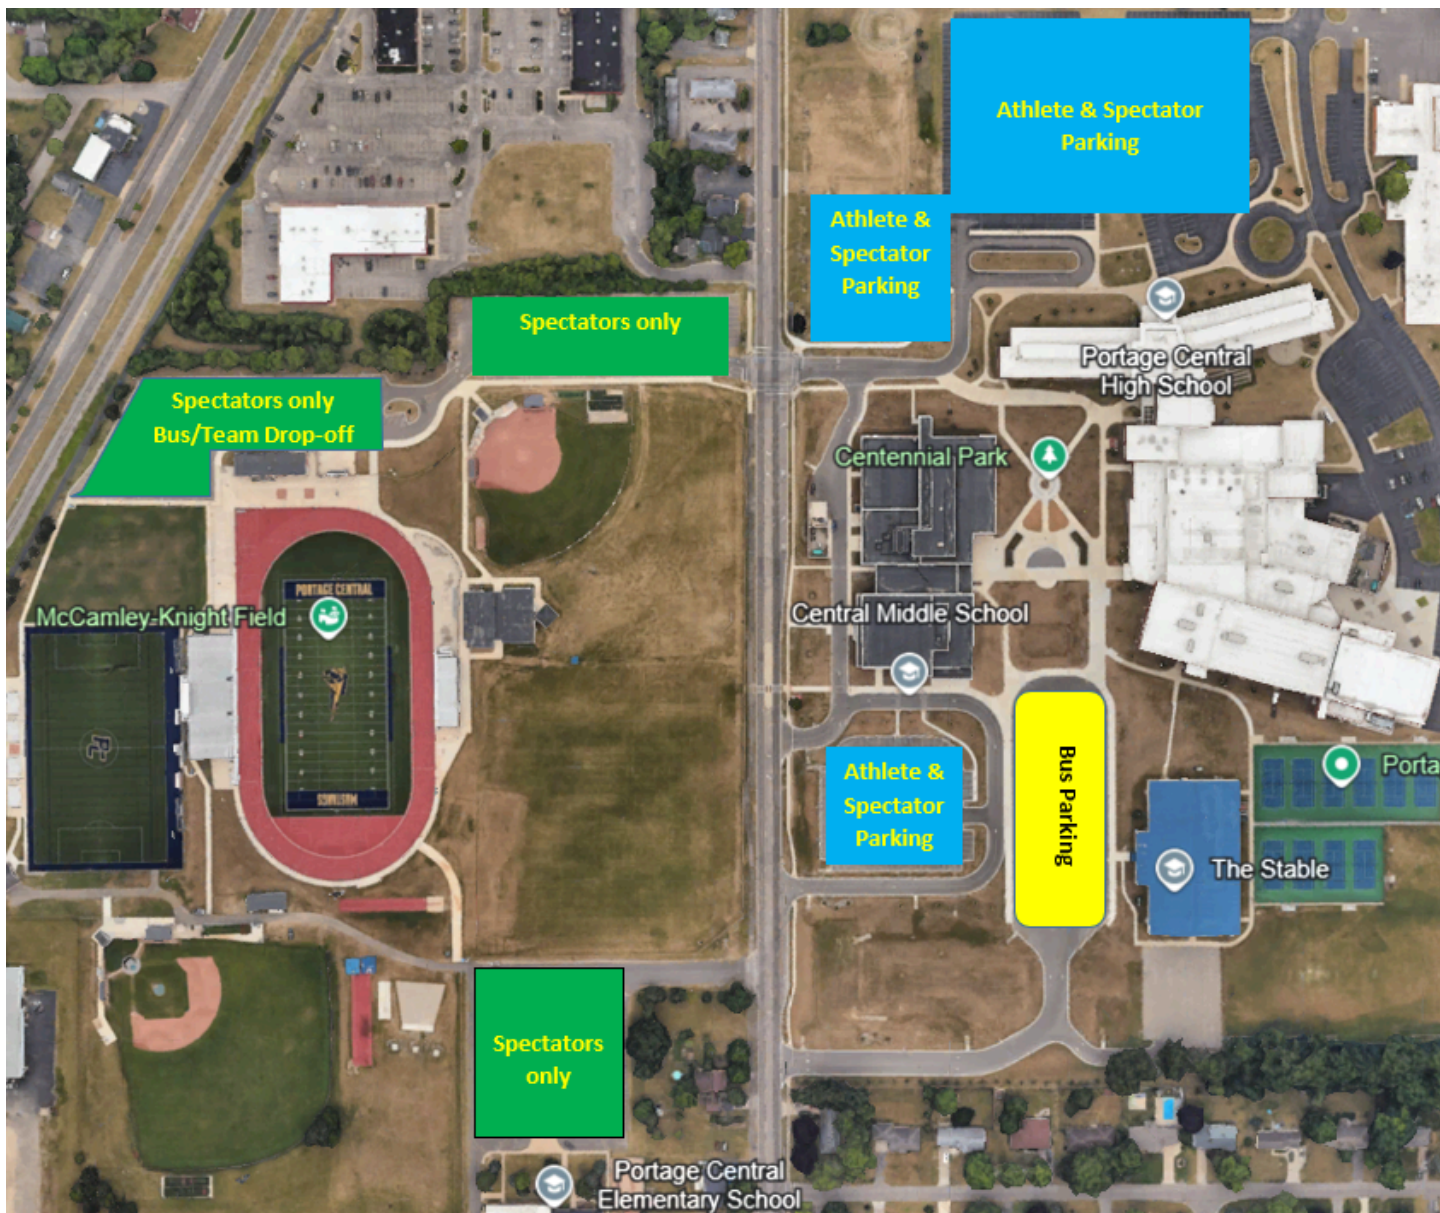 Athlete & Spectator
Parking
Athlete &
Spectator
Parking
Spectators only
Portage Central
High School
Spectators only
Bus/Team Drop-off
Centennial Park
PORTAGE CENTRAL
McCamley-Knight Field
Central Middle School
PC
Athlete &
Spectator
Parking
Bus Parking
Porta
MUSTANGS
The Stable
Spectators
only
Portage Central
Elementary School